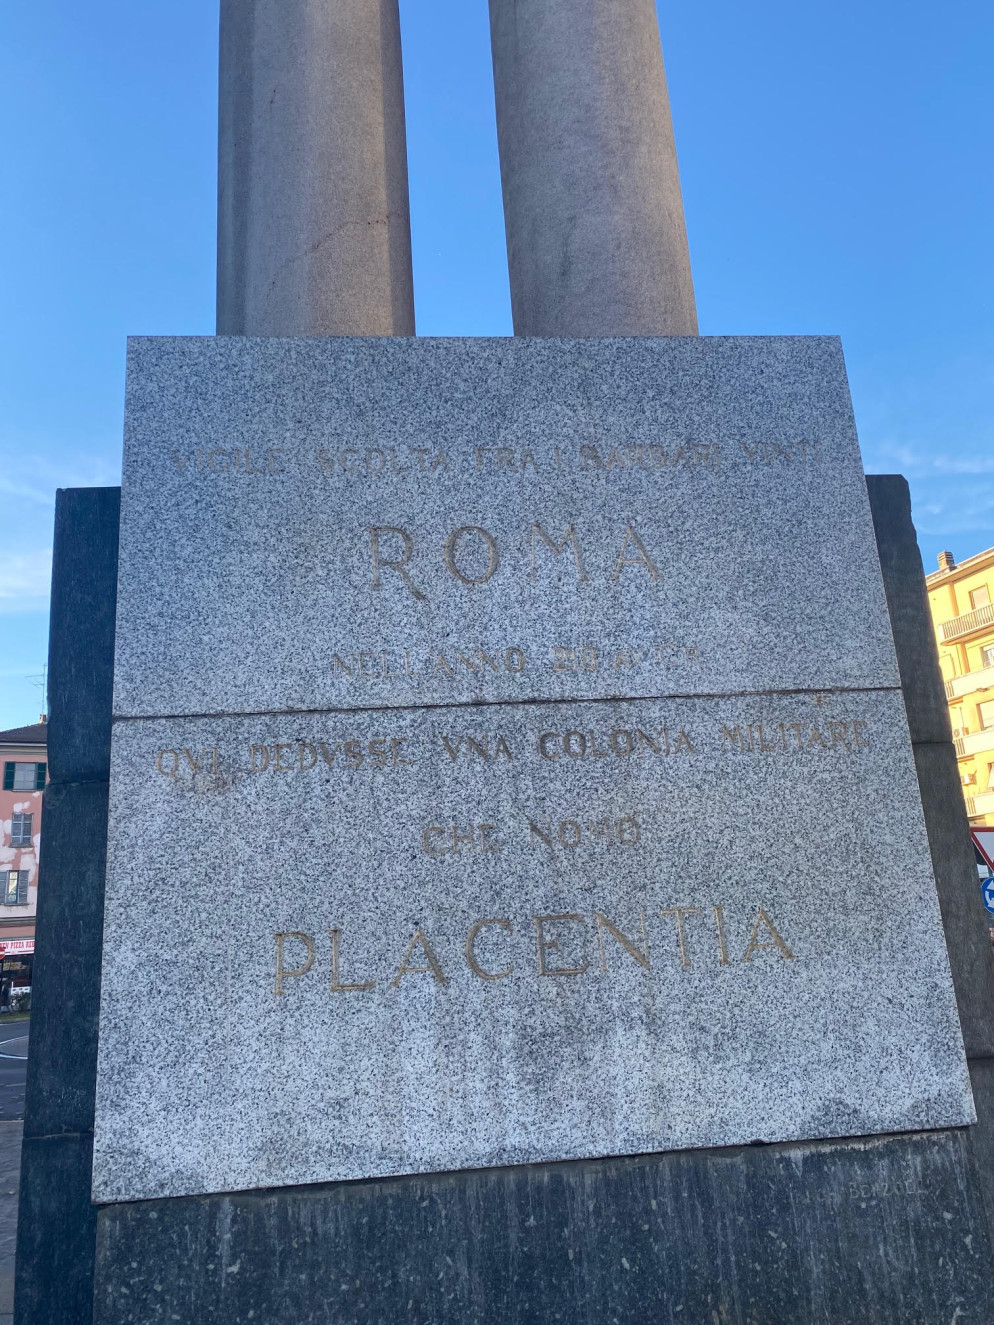 VIGILE SCOLTA FRA I BARBARI VINTI
ROMA
NELL ANNO A. C.
QVI DEDVSSE VNA COLONIA MILITARE
CHE NOMO
PLACENTIA